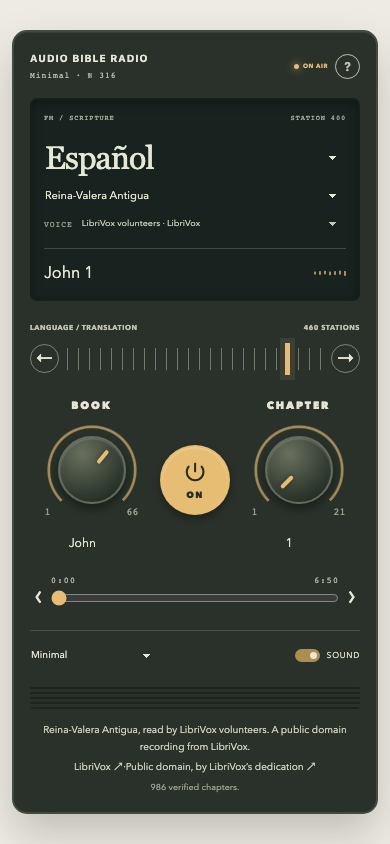 AUDIO BIBLE RADIO
Minimal · № 316
ON AIR
?
FM / SCRIPTURE
STATION 400
Español
Reina-Valera Antigua
VOICE LibriVox volunteers · LibriVox
John 1
LANGUAGE / TRANSLATION
460 STATIONS
BOOK
CHAPTER
ON
1
66
1
21
John
1
0:00
6:50
Minimal
SOUND
Reina-Valera Antigua, read by LibriVox volunteers. A public domain
recording from LibriVox.
LibriVox ↗·Public domain, by LibriVox’s dedication ↗
986 verified chapters.